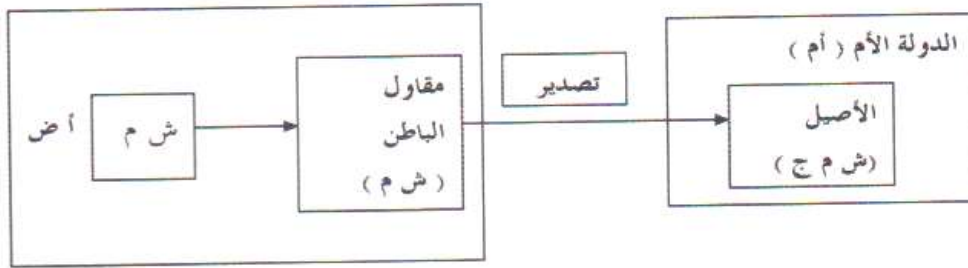 الدولة الأم ( أم )
الأصيل
(ش م ج )
تصدير
مقاول
الباطن
( ش م )
ش م
أ ض